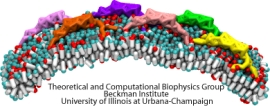 Theoretical and Computational Biophysics Group
Beckman Institute
University of Illinois at Urbana-Champaign